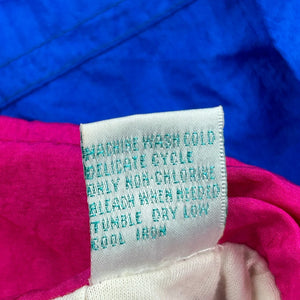 MACHINE WASH COLD
DELICATE CYCLE
ONLY NON-CHLORINE
BLEACH WHEN NEEDED
TUMBLE DRY LOW
COOL IRON